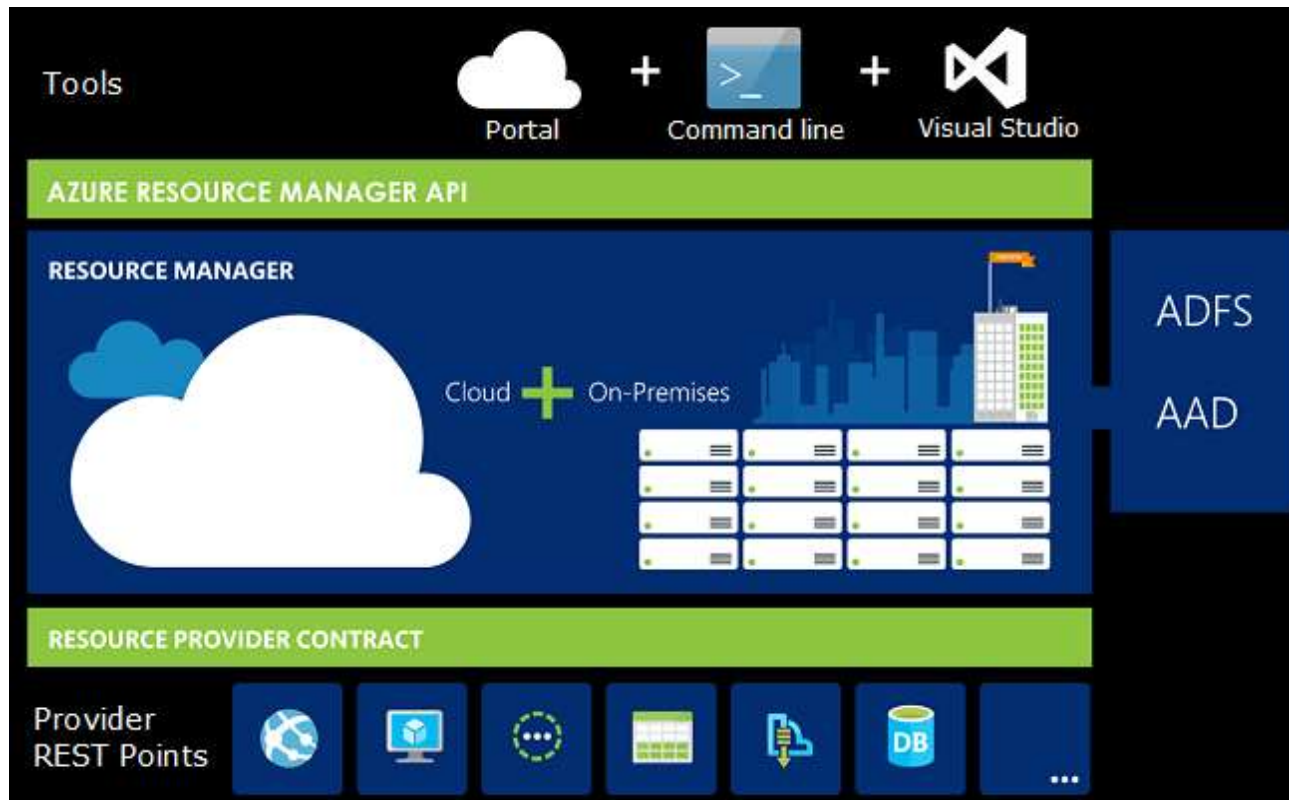 Tools
Portal
Command line
Visual Studio
AZURE RESOURCE MANAGER API
RESOURCE MANAGER
Cloud
On-Premises
ADFS
AAD
RESOURCE PROVIDER CONTRACT
Provider
REST Points
DB
...